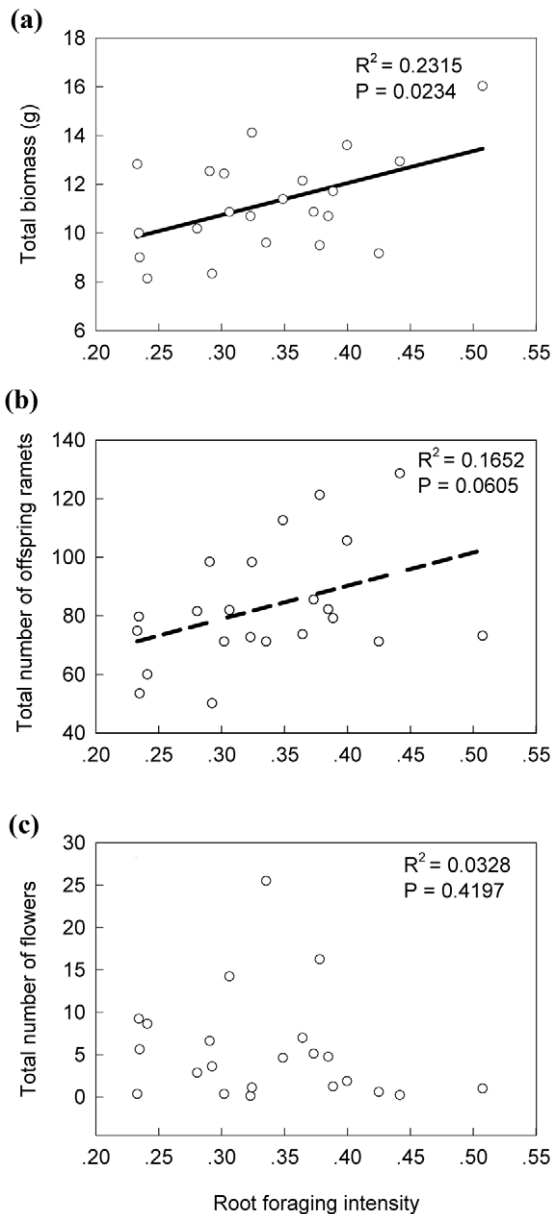 (a)
Total biomass (g)
18
16
14
12
10
8
6
R² = 0.2315
P = 0.0234
.20 .25 .30 .35 .40 .45 .50 .55
(b)
Total number of offspring ramets
140
120
100
80
60
40
R² = 0.1652
P = 0.0605
.20 .25 .30 .35 .40 .45 .50 .55
(c)
Total number of flowers
30
25
20
15
10
5
0
R² = 0.0328
P = 0.4197
.20 .25 .30 .35 .40 .45 .50 .55
Root foraging intensity